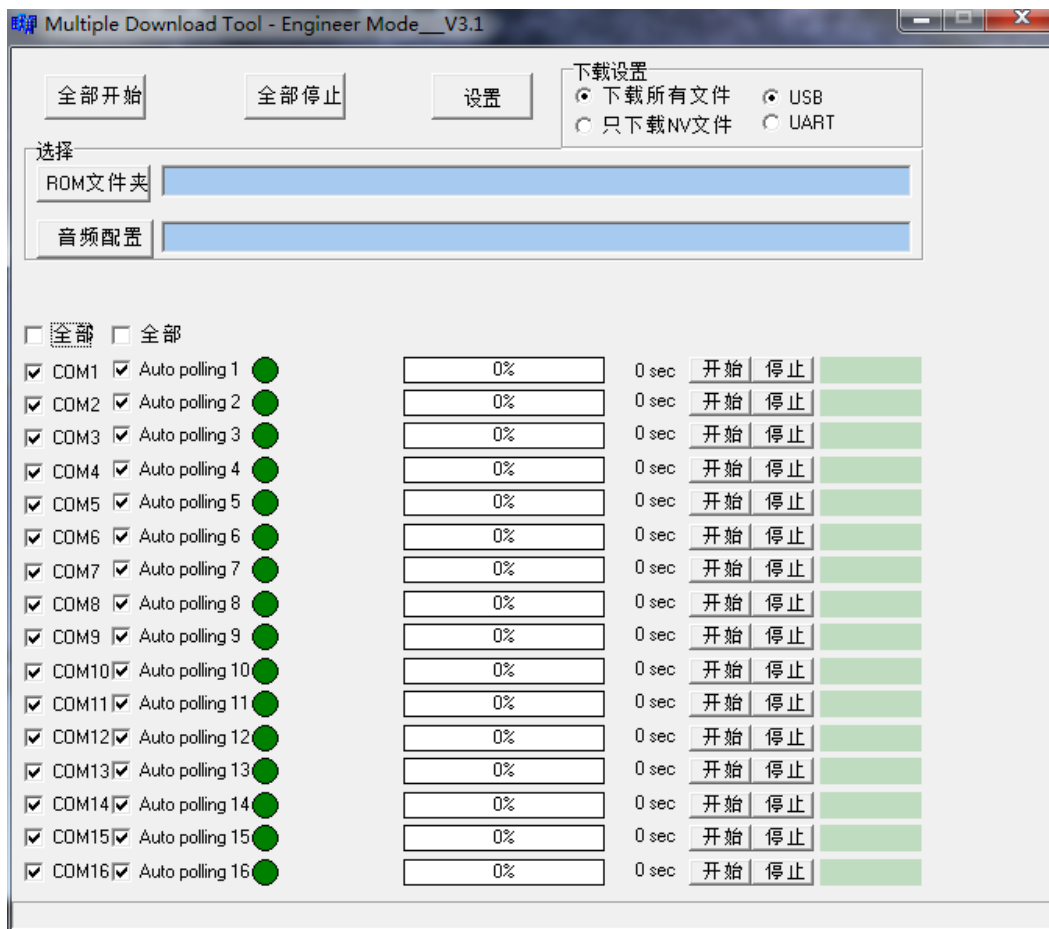 Multiple Download Tool - Engineer Mode___V3.1
全部开始 全部停止 设置
下载设置
下载所有文件 USB
只下载NV文件 UART
选择
ROM文件夹
音频配置
全部 全部
COM1 Auto polling 1 0% 0 sec 开始 停止
COM2 Auto polling 2 0% 0 sec 开始 停止
COM3 Auto polling 3 0% 0 sec 开始 停止
COM4 Auto polling 4 0% 0 sec 开始 停止
COM5 Auto polling 5 0% 0 sec 开始 停止
COM6 Auto polling 6 0% 0 sec 开始 停止
COM7 Auto polling 7 0% 0 sec 开始 停止
COM8 Auto polling 8 0% 0 sec 开始 停止
COM9 Auto polling 9 0% 0 sec 开始 停止
COM10 Auto polling 10 0% 0 sec 开始 停止
COM11 Auto polling 11 0% 0 sec 开始 停止
COM12 Auto polling 12 0% 0 sec 开始 停止
COM13 Auto polling 13 0% 0 sec 开始 停止
COM14 Auto polling 14 0% 0 sec 开始 停止
COM15 Auto polling 15 0% 0 sec 开始 停止
COM16 Auto polling 16 0% 0 sec 开始 停止